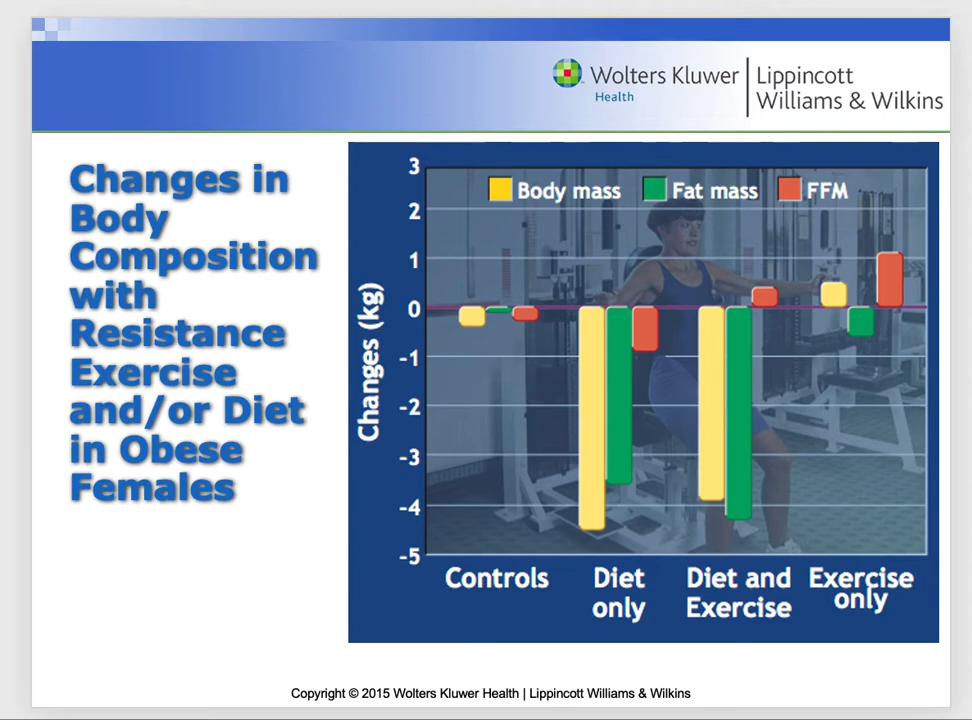 Wolters Kluwer
Health
Lippincott
Williams & Wilkins
Changes in
Body
Composition
with
Resistance
Exercise
and/or Diet
in Obese
Females
Body mass Fat mass FFM
Changes (kg)
3
2
1
0
-1
-2
-3
-4
-5
Controls
Diet
only
Diet and
Exercise
Exercise
only
Copyright © 2015 Wolters Kluwer Health | Lippincott Williams & Wilkins